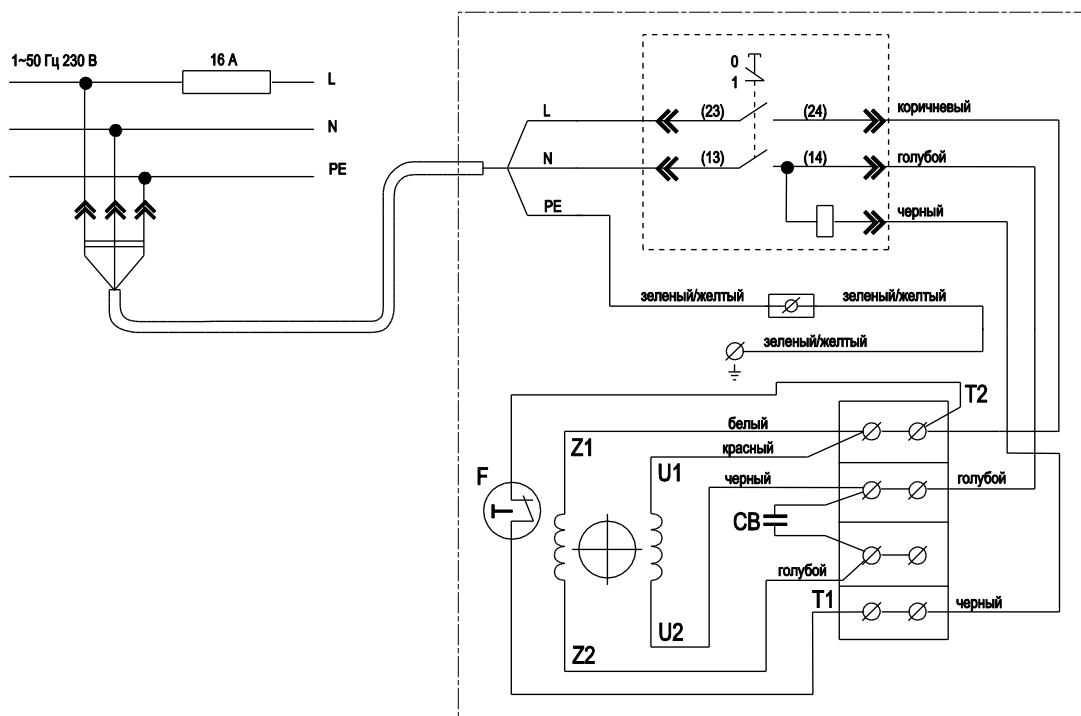 1~50 Гц 230 В
16 А
L
N
PE
0
1
L
(23)
(24)
коричневый
N
(13)
(14)
голубой
PE
черный
зеленый/желтый
зеленый/желтый
зеленый/желтый
T2
белый
Z1
красный
U1
F
черный
голубой
T
CB
голубой
T1
черный
U2
Z2